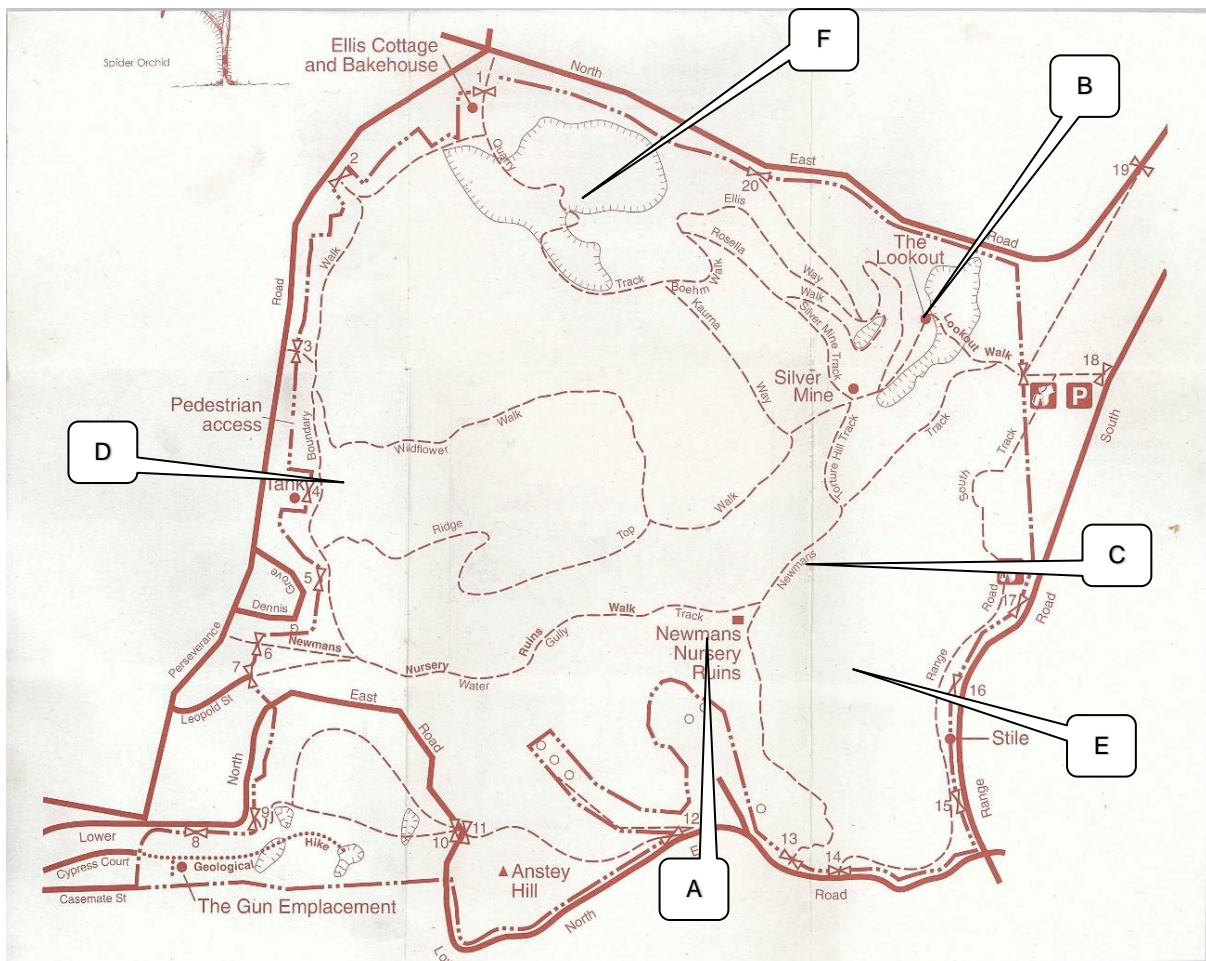 Spider Orchid
Ellis Cottage
and Bakehouse
F
B
North
1
Quarry
2
East
20
19
Ellis
Rosella
The
Lookout
Road
Walk
Road
Track
Boehm
Walk
Way
Walk
Kaurna
Silver Mine Track
Lookout
Walk
3
Silver
Mine
18
P
Way
Pedestrian
access
Boundary
Walk
Wildflower
Track
Track
South
South
Torture Hill Track
Walk
D
Tank
4
Ridge
Top
Newmans
C
5
Grove
Dennis
Road
17
Road
Walk
Track
Ruins
Gully
Newmans
Nursery
Ruins
Perseverance
G
6
Newmans
Nursery
Water
7
Leopold St
East
Road
Range
16
E
Stile
North
15
Range
Lower
8
9
10
11
12
13
14
Hike
Geological
Cypress Court
Casemate St
The Gun Emplacement
Anstey
Hill
A
Road
North